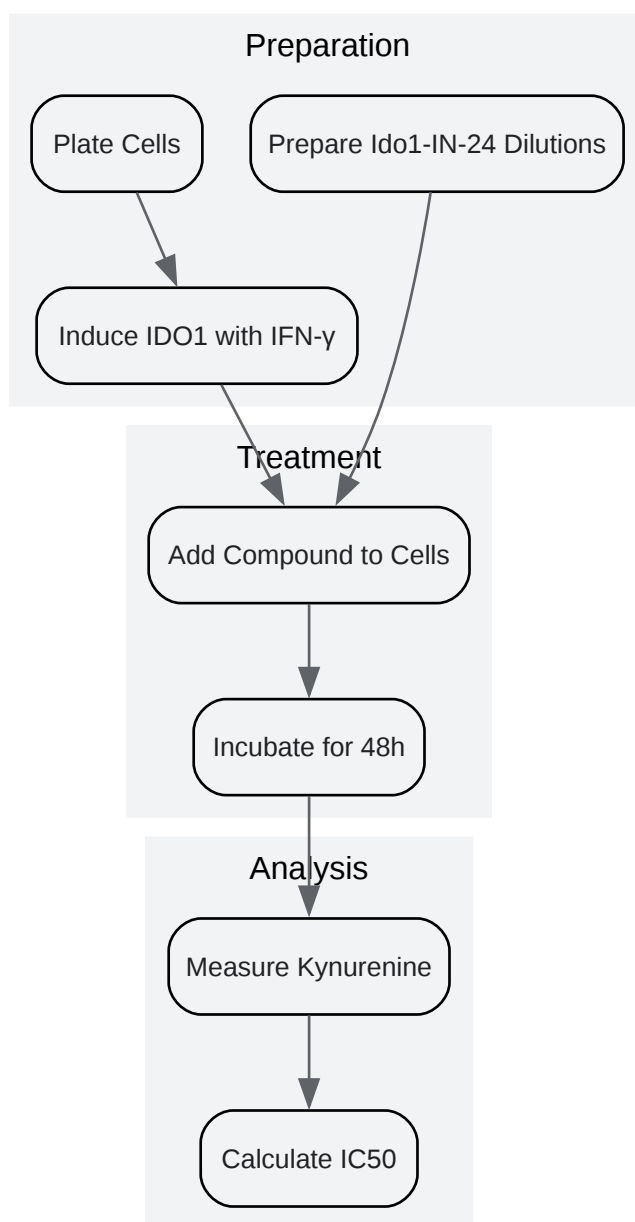 Preparation
Plate Cells
Prepare Ido1-IN-24 Dilutions
Induce IDO1 with IFN-γ
Treatment
Add Compound to Cells
Incubate for 48h
Analysis
Measure Kynurenine
Calculate IC50